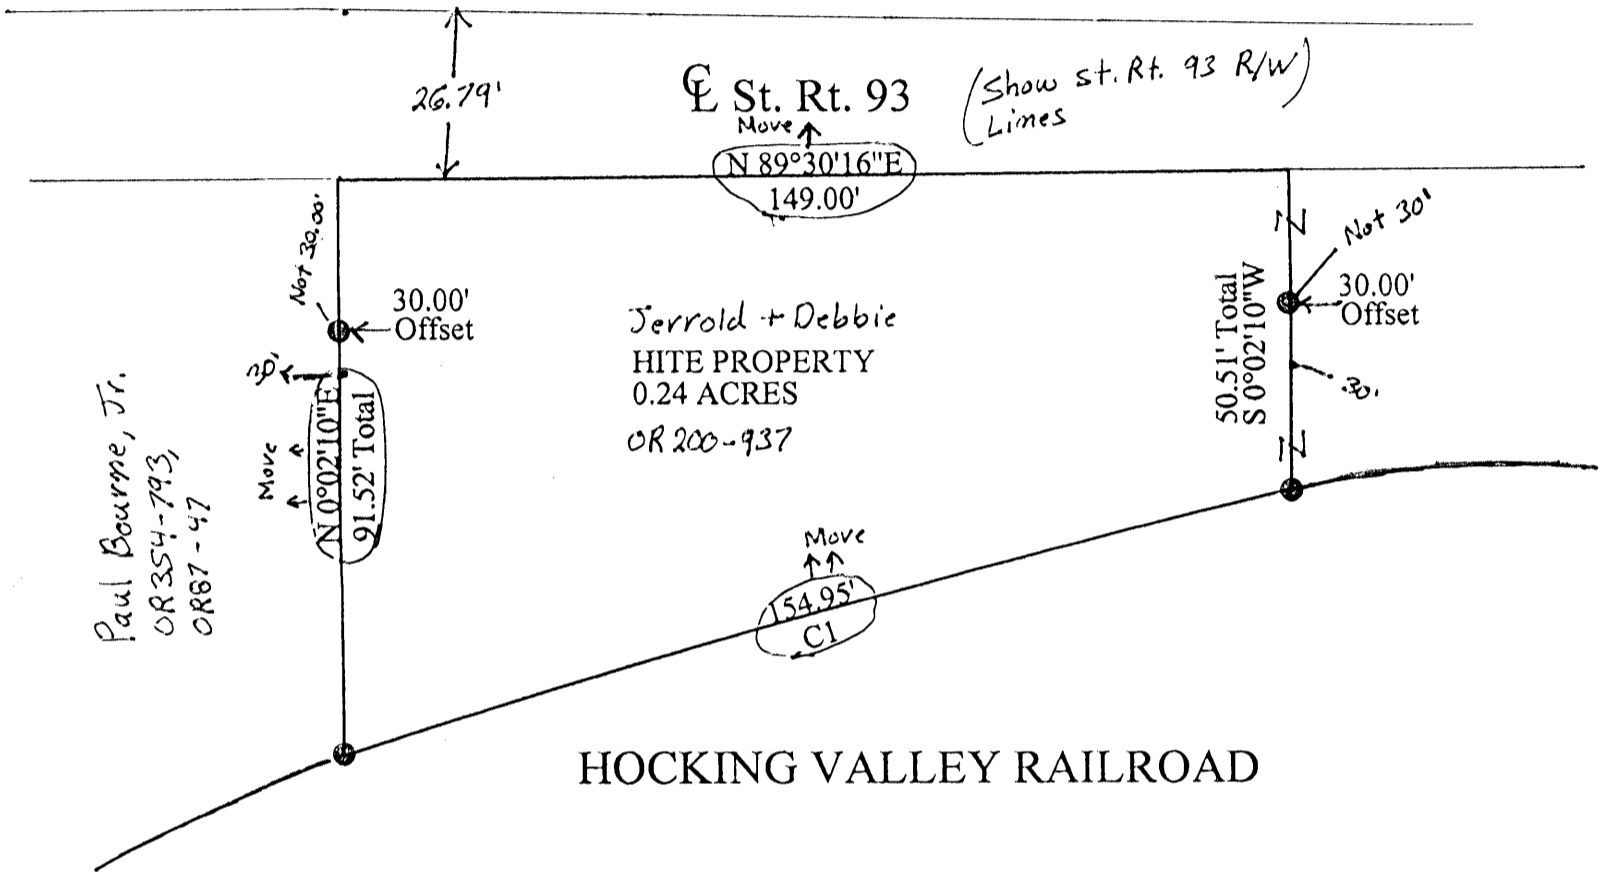 26.79'
℄ St. Rt. 93
(Show st. Rt. 93 R/W)
Lines
Move
N 89°30'16"E
149.00'
Not 30.00'
30.00'
Offset
Not 30'
30.00'
Offset
30.
50.51' Total
S 0°02'10"W
Jerrold + Debbie
HITE PROPERTY
0.24 ACRES
OR 200-937
Paul Bourne, Jr.
OR354-793,
OR87-47
Move
N 0°02'10"E
91.52' Total
Move
154.95'
C1
HOCKING VALLEY RAILROAD